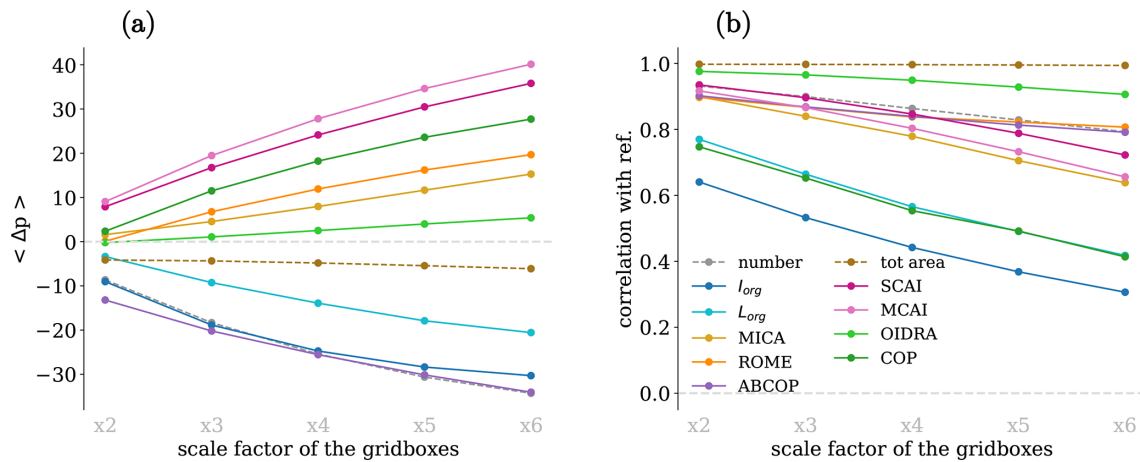 (a)
40
30
20
10
0
−10
−20
−30
< Δp >
x2 x3 x4 x5 x6
scale factor of the gridboxes
(b)
1.0
0.8
0.6
0.4
0.2
0.0
correlation with ref.
number
I_org
L_org
MICA
ROME
ABCOP
tot area
SCAI
MCAI
OIDRA
COP
x2 x3 x4 x5 x6
scale factor of the gridboxes